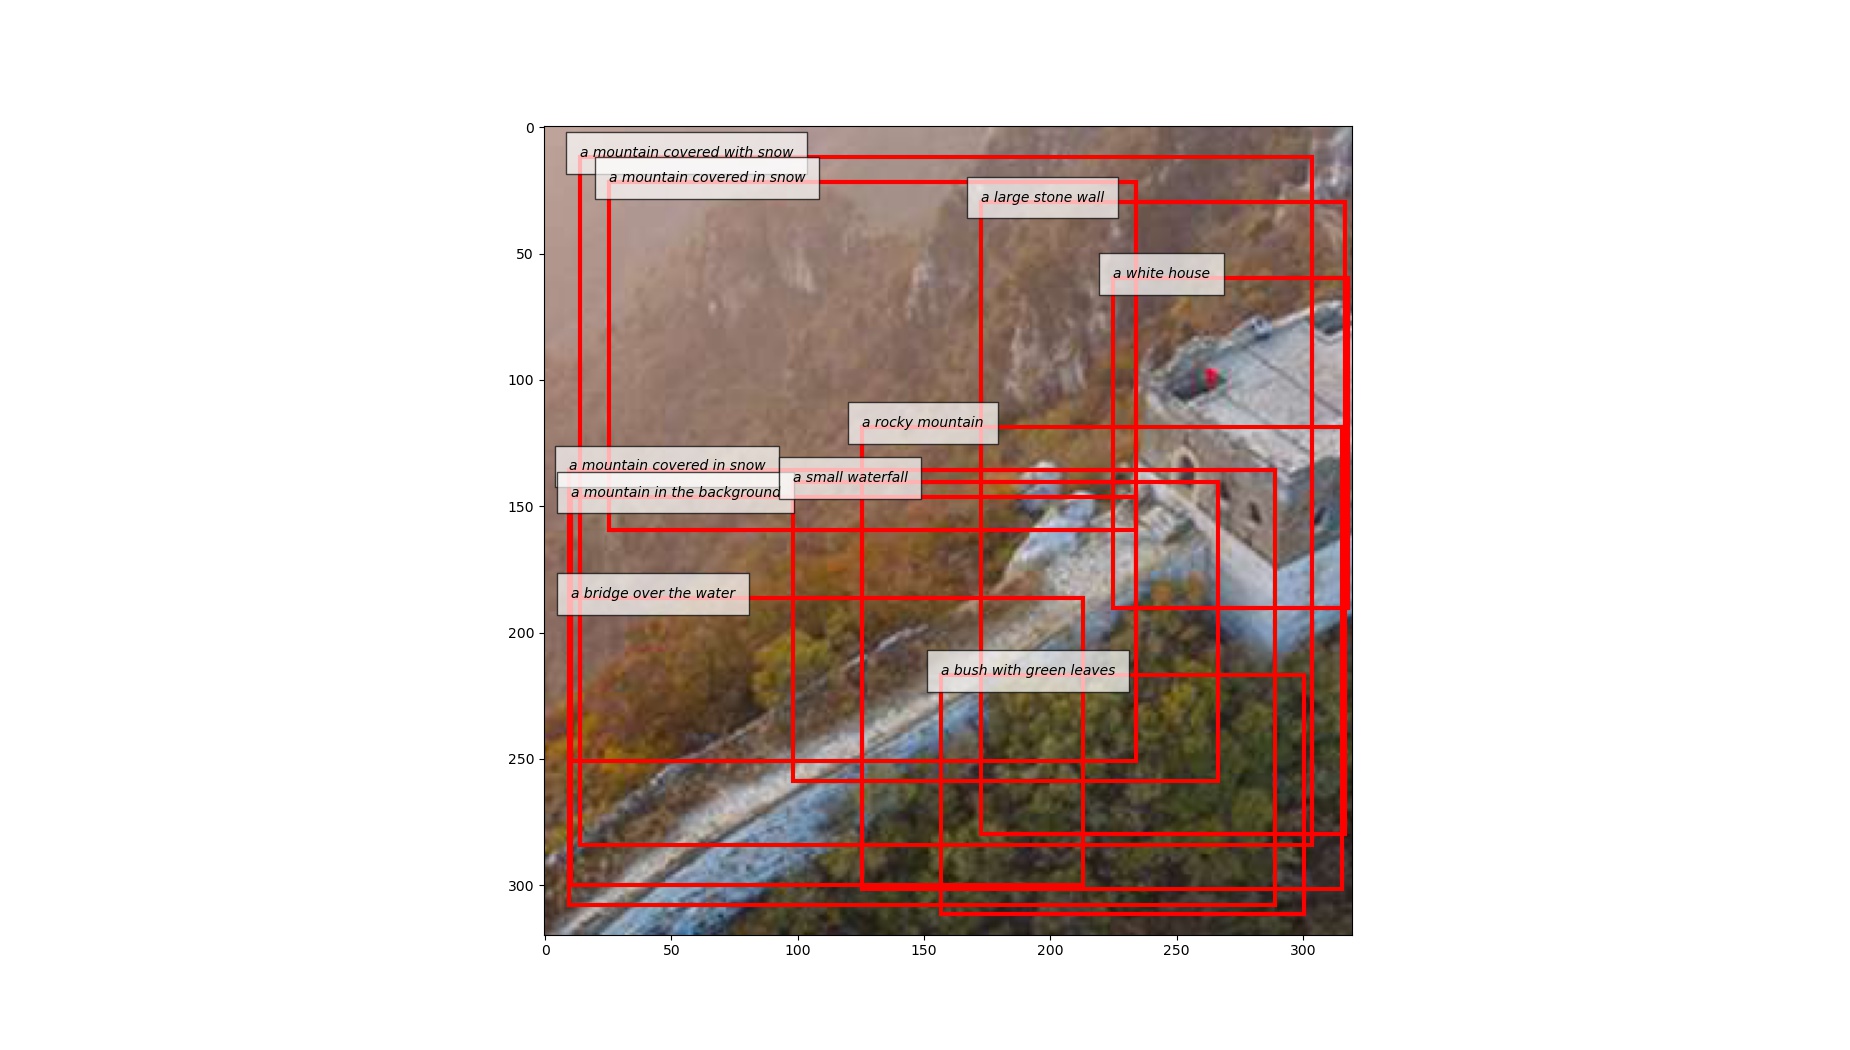 0
a mountain covered with snow
a mountain covered in snow
a large stone wall
50
a white house
100
a rocky mountain
a mountain covered in snow
a small waterfall
a mountain in the background
150
a bridge over the water
200
a bush with green leaves
250
300
0 50 100 150 200 250 300